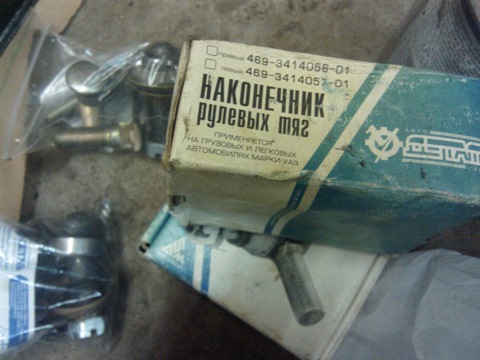 правый 469-3414056-01
левый 469-3414057-01
НАКОНЕЧНИК
рулевых тяг
ПРИМЕНЯЕТСЯ
НА ГРУЗОВЫХ И ЛЕГКОВЫХ
АВТОМОБИЛЯХ МАРКИ УАЗ